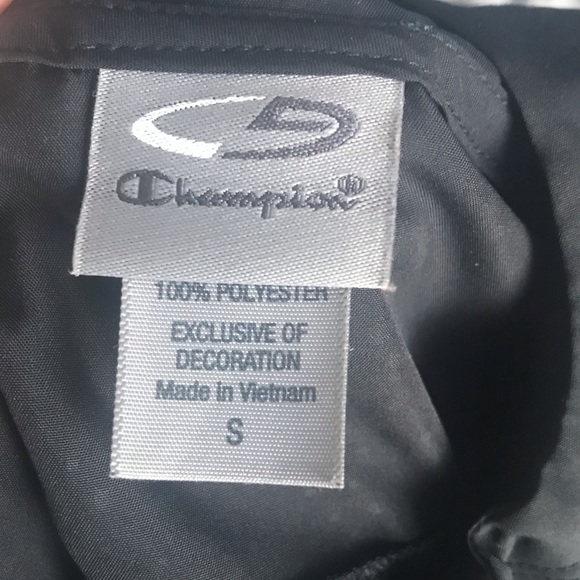 Champion®
100% POLYESTER
EXCLUSIVE OF
DECORATION
Made in Vietnam
S